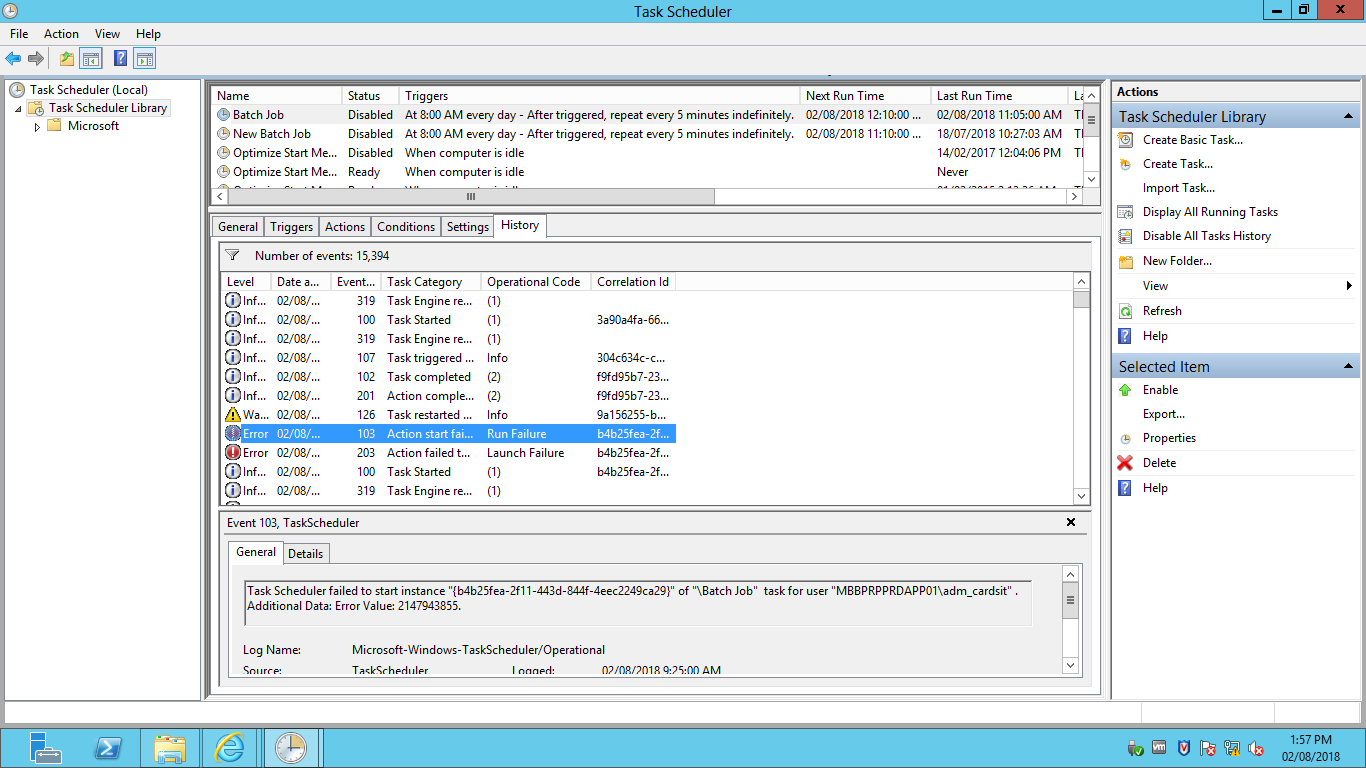 Task Scheduler
File Action View Help
Task Scheduler (Local)
Task Scheduler Library
Microsoft
Name Status Triggers Next Run Time Last Run Time La
Batch Job Disabled At 8:00 AM every day - After triggered, repeat every 5 minutes indefinitely. 02/08/2018 12:10:00 ... 02/08/2018 11:05:00 AM Tl
New Batch Job Disabled At 8:00 AM every day - After triggered, repeat every 5 minutes indefinitely. 02/08/2018 11:10:00 ... 18/07/2018 10:27:03 AM Tl
Optimize Start Me... Disabled When computer is idle 14/02/2017 12:04:06 PM Tl
Optimize Start Me... Ready When computer is idle Never
General Triggers Actions Conditions Settings History
Number of events: 15,394
Level Date a... Event... Task Category Operational Code Correlation Id
Inf... 02/08/... 319 Task Engine re... (1)
Inf... 02/08/... 100 Task Started (1) 3a90a4fa-66...
Inf... 02/08/... 319 Task Engine re... (1)
Inf... 02/08/... 107 Task triggered ... Info 304c634c-c...
Inf... 02/08/... 102 Task completed (2) f9fd95b7-23...
Inf... 02/08/... 201 Action comple... (2) f9fd95b7-23...
Wa... 02/08/... 126 Task restarted ... Info 9a156255-b...
Error 02/08/... 103 Action start fai... Run Failure b4b25fea-2f...
Error 02/08/... 203 Action failed t... Launch Failure b4b25fea-2f...
Inf... 02/08/... 100 Task Started (1) b4b25fea-2f...
Inf... 02/08/... 319 Task Engine re... (1)
Event 103, TaskScheduler
General Details
Task Scheduler failed to start instance "{b4b25fea-2f11-443d-844f-4eec2249ca29}" of "\Batch Job" task for user "MBBPRPPRDAPP01\adm_cardsit" .
Additional Data: Error Value: 2147943855.
Log Name: Microsoft-Windows-TaskScheduler/Operational
Source: TaskScheduler Logged: 02/08/2018 9:25:00 AM
Actions
Task Scheduler Library
Create Basic Task...
Create Task...
Import Task...
Display All Running Tasks
Disable All Tasks History
New Folder...
View
Refresh
Help
Selected Item
Enable
Export...
Properties
Delete
Help
1:57 PM
02/08/2018